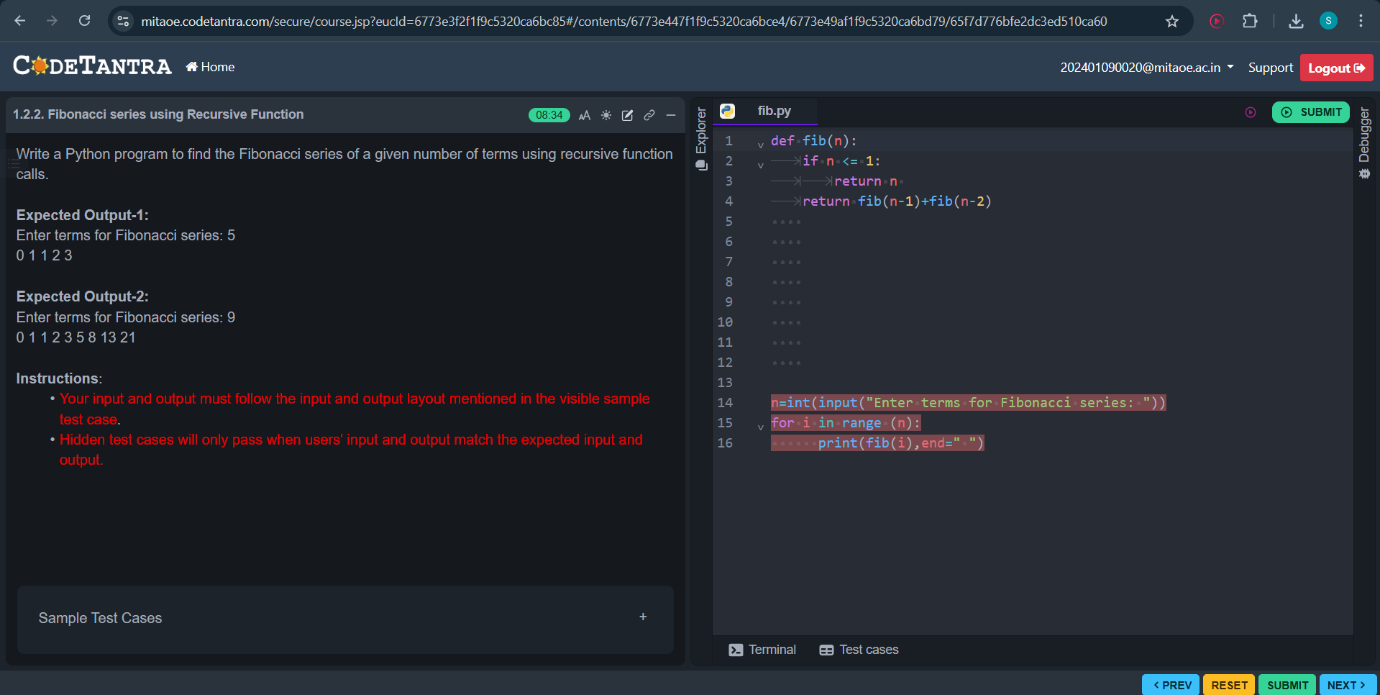 mitaoe.codetantra.com/secure/course.jsp?eucId=6773e3f2f1f9c5320ca6bc85#/contents/6773e447f1f9c5320ca6bce4/6773e49af1f9c5320ca6bd79/65f7d776bfe2dc3ed510ca60
S
CODETANTRA
Home
202401090020@mitaoe.ac.in
Support
Logout
1.2.2. Fibonacci series using Recursive Function
08:34
AA
Write a Python program to find the Fibonacci series of a given number of terms using recursive function
calls.
Expected Output-1:
Enter terms for Fibonacci series: 5
0 1 1 2 3
Expected Output-2:
Enter terms for Fibonacci series: 9
0 1 1 2 3 5 8 13 21
Instructions:
• Your input and output must follow the input and output layout mentioned in the visible sample
test case.
• Hidden test cases will only pass when users' input and output match the expected input and
output.
Sample Test Cases
+
Explorer
fib.py
SUBMIT
Debugger
1 def fib(n):
2 if n <= 1:
3 return n
4 return fib(n-1)+fib(n-2)
5
6
7
8
9
10
11
12
13
14 n=int(input("Enter terms for Fibonacci series: "))
15 for i in range (n):
16 print(fib(i),end=" ")
Terminal
Test cases
< PREV
RESET
SUBMIT
NEXT >